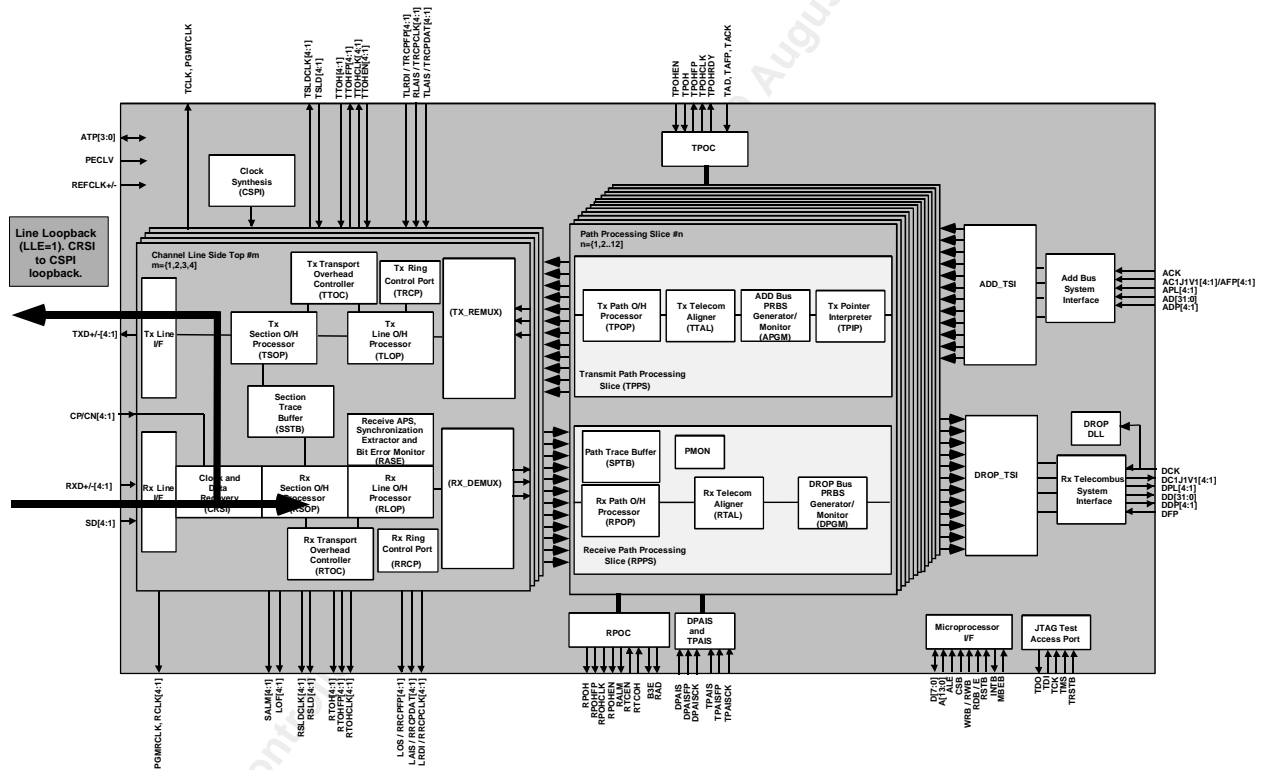 TCLK, PGMTCLK
TSLDCLK[4:1]
TSLD[4:1]
TTOH[4:1]
TTOHFP[4:1]
TTOHCLK[4:1]
TTOHEN[4:1]
TLRDI / TRCPFP[4:1]
RLAIS / TRCPCLK[4:1]
TLAIS / TRCPDAT[4:1]
TPOHEN
TPOH
TPOHFP
TPOHCLK
TPOHRDY
TAD, TAFP, TACK
Augus
ATP[3:0]
PECLV
REFCLK+/-
Clock
Synthesis
(CSPI)
TPOC
Line Loopback
(LLE=1). CRSI
to CSPI
loopback.
Channel Line Side Top #m
m={1,2,3,4]
Tx Transport
Overhead
Controller
(TTOC)
Tx Ring
Control Port
(TRCP)
Tx Line
I/F
Tx
Section O/H
Processor
(TSOP)
Tx
Line O/H
Processor
(TLOP)
(TX_REMUX)
TXD+/-[4:1]
Section
Trace
Buffer
(SSTB)
CP/CN[4:1]
Receive APS,
Synchronization
Extractor and
Bit Error Monitor
(RASE)
Rx Line
I/F
Clock and
Data
Recovery
(CRSI)
Rx
Section O/H
Processor
(RSOP)
Rx
Line O/H
Processor
(RLOP)
(RX_DEMUX)
RXD+/-[4:1]
SD[4:1]
Rx Transport
Overhead
Controller
(RTOC)
Rx Ring
Control Port
(RRCP)
Path Processing Slice #n
n={1,2..12]
Tx Path O/H
Processor
(TPOP)
Tx Telecom
Aligner
(TTAL)
ADD Bus
PRBS
Generator/
Monitor
(APGM)
Tx Pointer
Interpreter
(TPIP)
Transmit Path Processing
Slice (TPPS)
Path Trace Buffer
(SPTB)
PMON
Rx Path O/H
Processor
(RPOP)
Rx Telecom
Aligner
(RTAL)
DROP Bus
PRBS
Generator/
Monitor
(DPGM)
Receive Path Processing
Slice (RPPS)
ADD_TSI
Add Bus
System
Interface
ACK
AC1J1V1[4:1]/AFP[4:1]
APL[4:1]
AD[31:0]
ADP[4:1]
DROP
DLL
DROP_TSI
Rx Telecombus
System
Interface
DCK
DC1J1V1[4:1]
DPL[4:1]
DD[31:0]
DDP[4:1]
DFP
RPOC
DPAIS
and
TPAIS
Microprocessor
I/F
JTAG Test
Access Port
PGMRCLK, RCLK[4:1]
SALM[4:1]
LOF[4:1]
RSLDCLK[4:1]
RSLD[4:1]
RTOH[4:1]
RTOHFP[4:1]
RTOHCLK[4:1]
LOS / RRCPFP[4:1]
LAIS / RRCPDAT[4:1]
LRDI / RRCPCLK[4:1]
RPOH
RPOHFP
RPOHCLK
RPOHEN
RALM
RTCEN
RTCOH
B3E
RAD
DPAIS
DPAISFP
DPAISCK
TPAIS
TPAISFP
TPAISCK
D[7:0]
A[13:0]
ALE
CSB
WRB / RWB
RDB / E
RSTB
INTB
MBEB
TDO
TDI
TCK
TMS
TRSTB